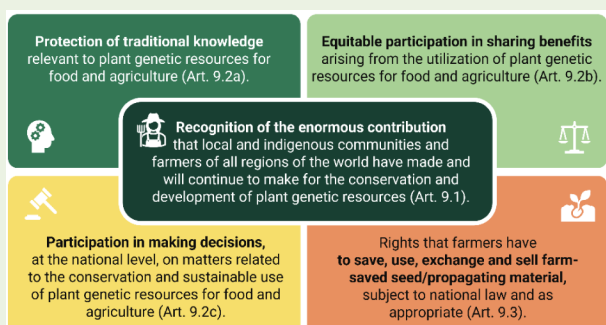 Protection of traditional knowledge
relevant to plant genetic resources for
food and agriculture (Art. 9.2a).
Equitable participation in sharing benefits
arising from the utilization of plant genetic
resources for food and agriculture (Art. 9.2b).
Recognition of the enormous contribution
that local and indigenous communities and
farmers of all regions of the world have made and
will continue to make for the conservation and
development of plant genetic resources (Art. 9.1).
Participation in making decisions,
at the national level, on matters related
to the conservation and sustainable use
of plant genetic resources for food and
agriculture (Art. 9.2c).
Rights that farmers have
to save, use, exchange and sell farm-
saved seed/propagating material,
subject to national law and as
appropriate (Art. 9.3).